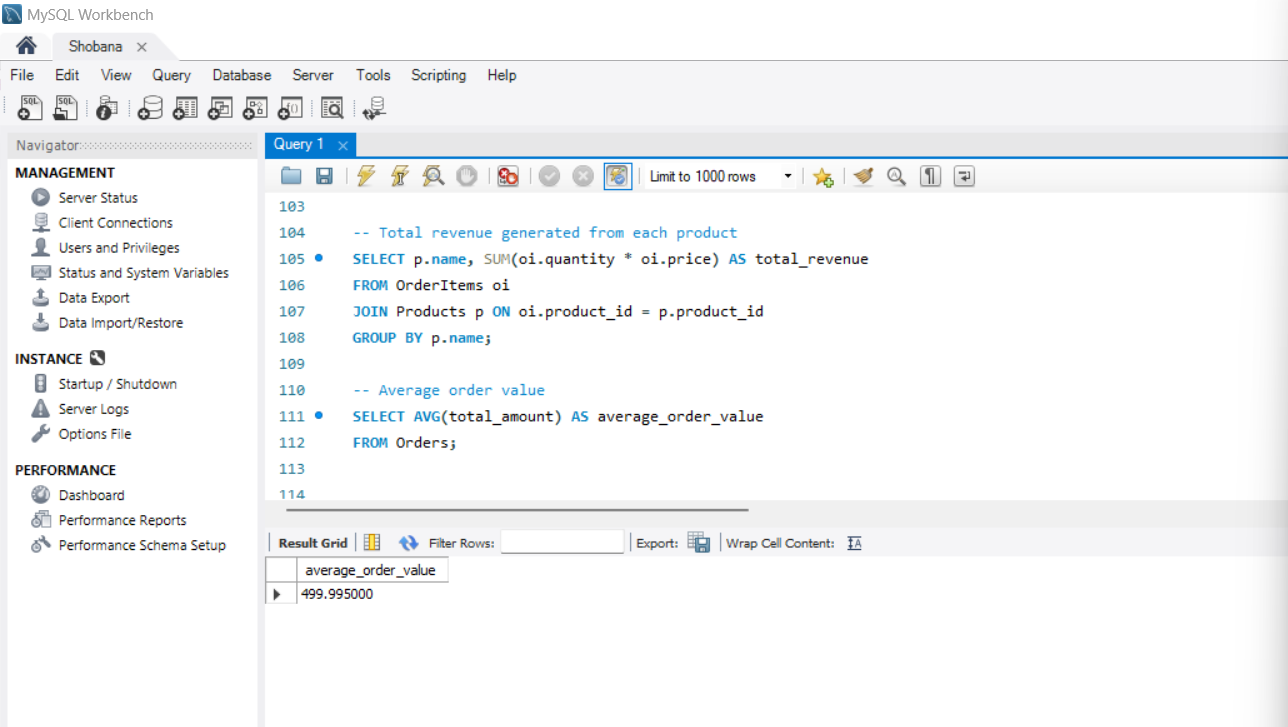 MySQL Workbench
Shobana
File Edit View Query Database Server Tools Scripting Help
SQL SQL
Navigator
MANAGEMENT
Server Status
Client Connections
Users and Privileges
Status and System Variables
Data Export
Data Import/Restore
INSTANCE
Startup / Shutdown
Server Logs
Options File
PERFORMANCE
Dashboard
Performance Reports
Performance Schema Setup
Query 1
Limit to 1000 rows
103
104 -- Total revenue generated from each product
105 SELECT p.name, SUM(oi.quantity * oi.price) AS total_revenue
106 FROM OrderItems oi
107 JOIN Products p ON oi.product_id = p.product_id
108 GROUP BY p.name;
109
110 -- Average order value
111 SELECT AVG(total_amount) AS average_order_value
112 FROM Orders;
113
114
Result Grid Filter Rows: Export: Wrap Cell Content: IA
average_order_value
499.995000